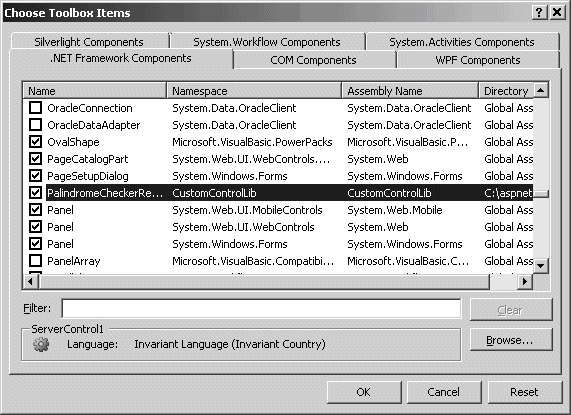 Choose Toolbox Items
Silverlight Components System.Workflow Components System.Activities Components
.NET Framework Components COM Components WPF Components
Name Namespace Assembly Name Directory
OracleConnection System.Data.OracleClient System.Data.OracleClient Global Ass
OracleDataAdapter System.Data.OracleClient System.Data.OracleClient Global Ass
OvalShape Microsoft.VisualBasic.PowerPacks Microsoft.VisualBasic.P... Global Ass
PageCatalogPart System.Web.UI.WebControls.... System.Web Global Ass
PageSetupDialog System.Windows.Forms System.Windows.Forms Global Ass
PalindromeCheckerRe... CustomControlLib CustomControlLib C:\aspnet
Panel System.Web.UI.MobileControls System.Web.Mobile Global Ass
Panel System.Web.UI.WebControls System.Web Global Ass
Panel System.Windows.Forms System.Windows.Forms Global Ass
PanelArray Microsoft.VisualBasic.Compatibi... Microsoft.VisualBasic.C... Global Ass
Filter: Clear
ServerControl1
Language: Invariant Language (Invariant Country)
Browse...
OK Cancel Reset